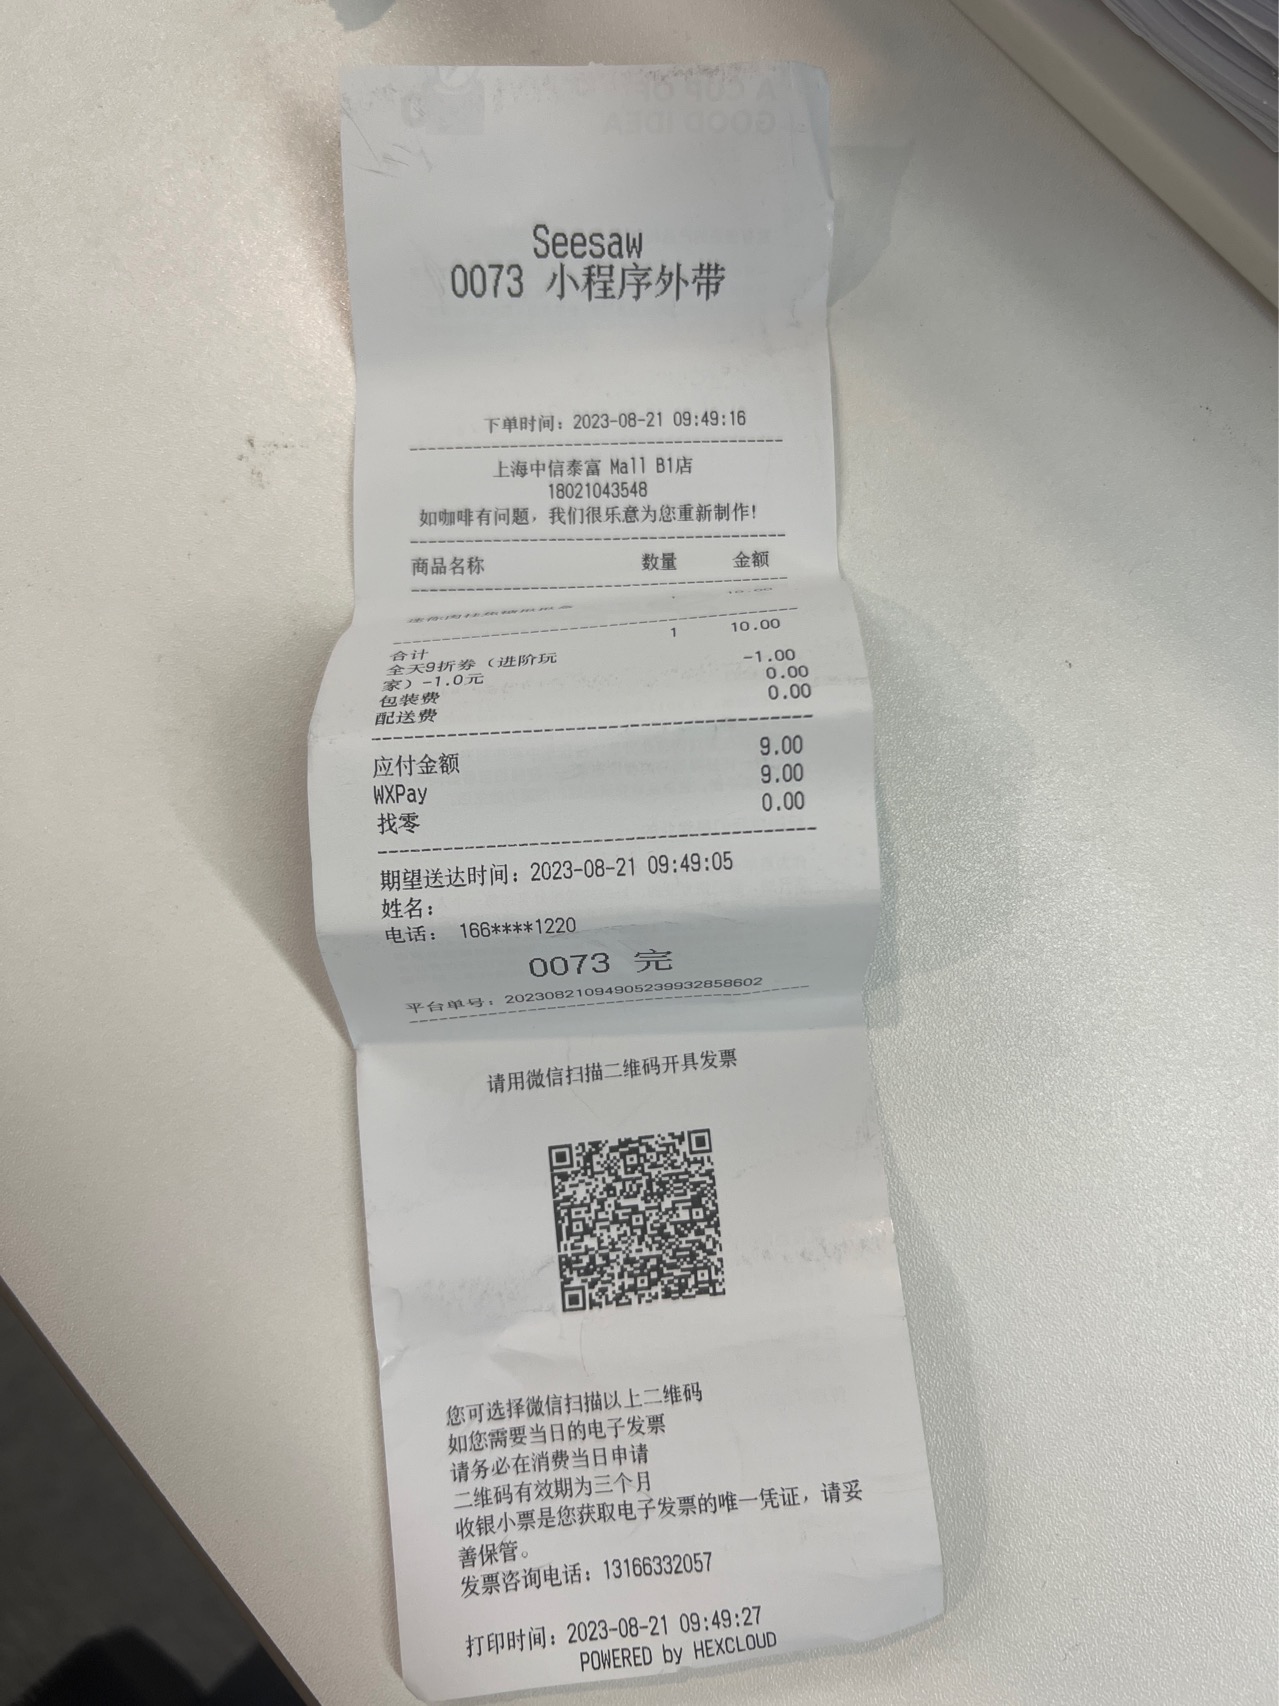 Seesaw
0073 小程序外带
下单时间：2023-08-21 09:49:16
上海中信泰富 Mall B1店
18021043548
如咖啡有问题，我们很乐意为您重新制作！
商品名称 数量 金额
1 10.00
合计 1 10.00
全天9折券（进阶玩 -1.00
家）-1.0元
包装费 0.00
配送费 0.00
应付金额 9.00
WXPay 9.00
找零 0.00
期望送达时间：2023-08-21 09:49:05
姓名：
电话： 166****1220
0073 完
平台单号：20230821094905239932858602
请用微信扫描二维码开具发票
您可选择微信扫描以上二维码
如您需要当日的电子发票
请务必在消费当日申请
二维码有效期为三个月
收银小票是您获取电子发票的唯一凭证，请妥
善保管。
发票咨询电话：13166332057
打印时间：2023-08-21 09:49:27
POWERED by HEXCLOUD